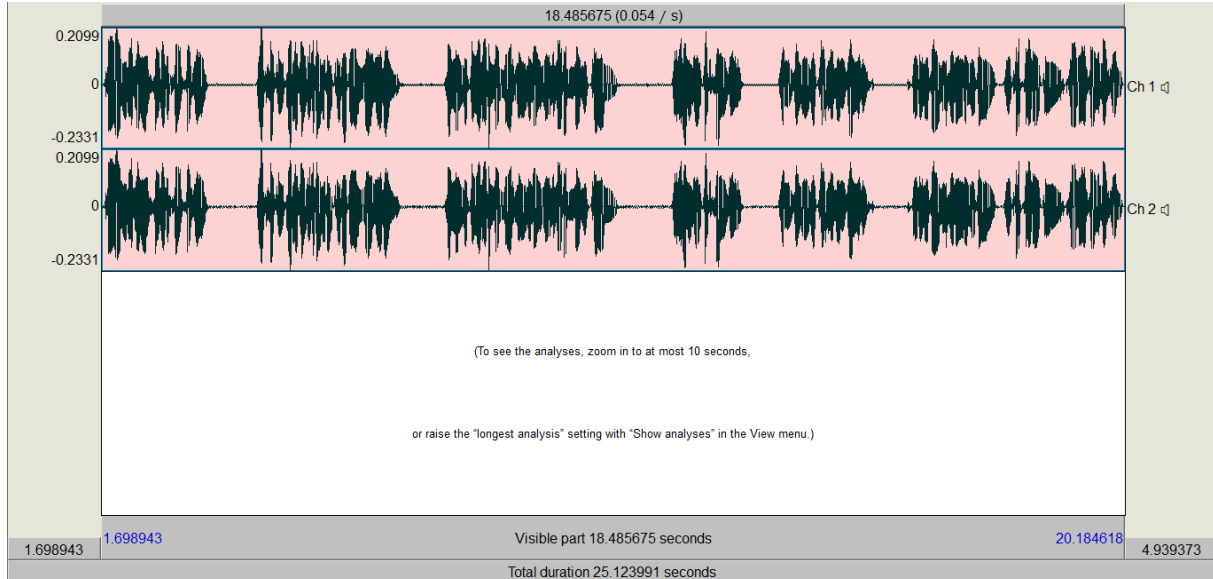 18.485675 (0.054 / s)
0.2099
0
-0.2331
Ch 1
0.2099
0
-0.2331
Ch 2
(To see the analyses, zoom in to at most 10 seconds,
or raise the “longest analysis” setting with “Show analyses” in the View menu.)
1.698943 Visible part 18.485675 seconds 20.184618
1.698943 4.939373
Total duration 25.123991 seconds